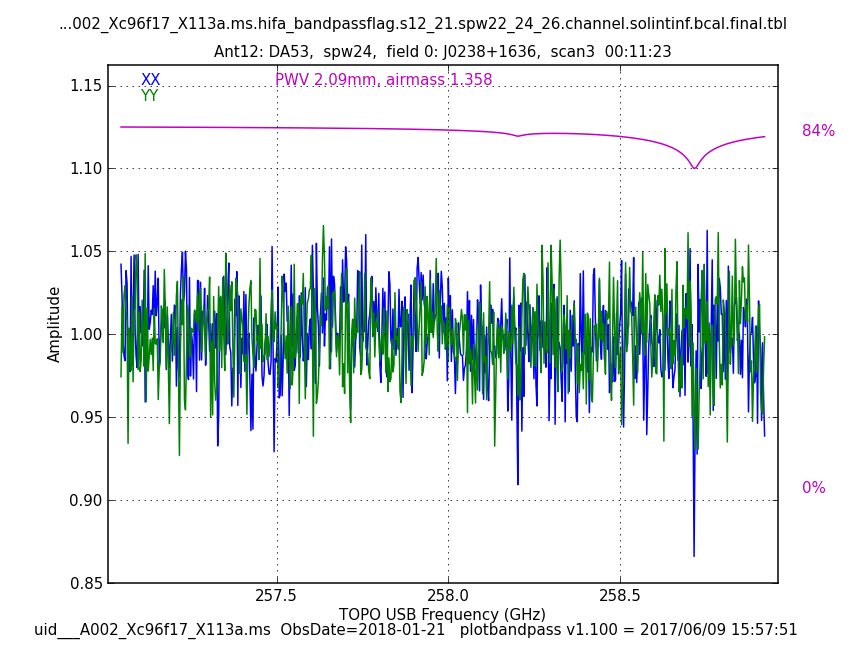 ...002_Xc96f17_X113a.ms.hifa_bandpassflag.s12_21.spw22_24_26.channel.solintinf.bcal.final.tbl
Ant12: DA53,  spw24,  field 0: J0238+1636,  scan3  00:11:23
XX
PWV 2.09mm, airmass 1.358
YY
1.15
84%
1.10
1.05
1.00
Amplitude
0.95
0.90
0%
0.85
257.5
258.0
258.5
TOPO USB Frequency (GHz)
uid___A002_Xc96f17_X113a.ms  ObsDate=2018-01-21   plotbandpass v1.100 = 2017/06/09 15:57:51